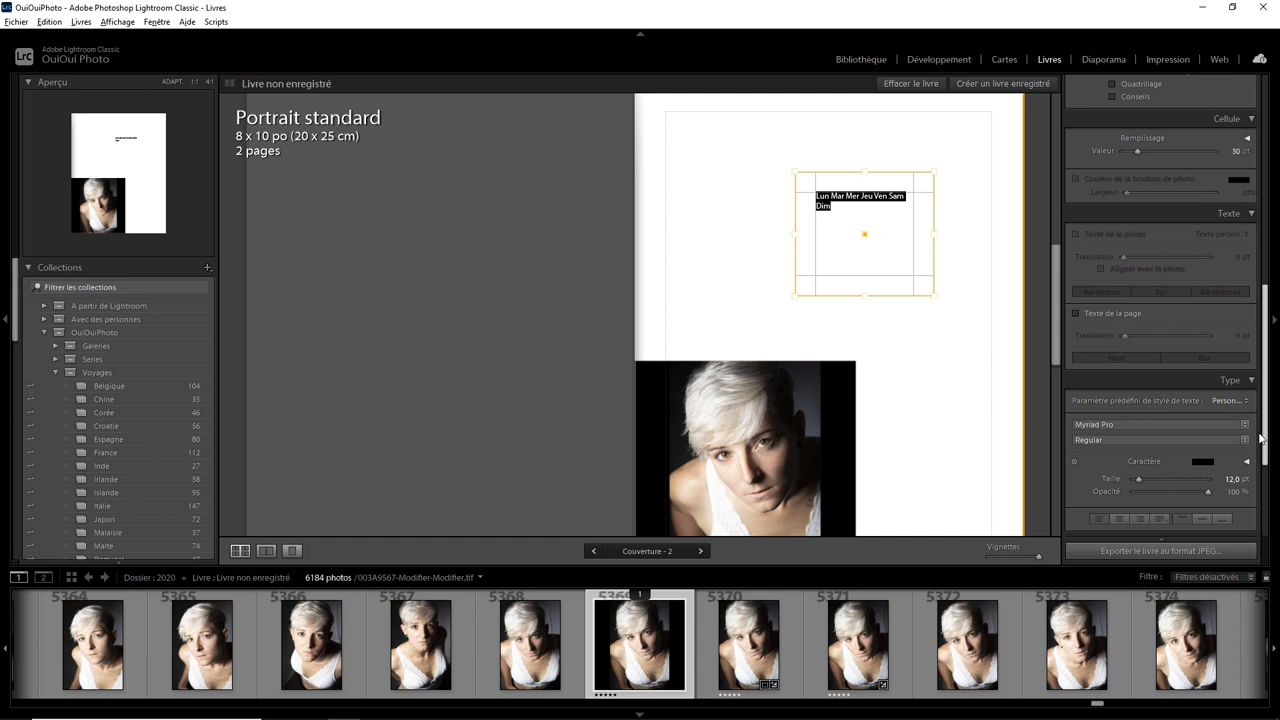 OuiOuiPhoto - Adobe Photoshop Lightroom Classic - Livres
Fichier Edition Livres Affichage Fenêtre Aide Scripts
Lrc
Adobe Lightroom Classic
OuiOui Photo
Bibliothèque | Développement | Cartes | Livres | Diaporama | Impression | Web
Aperçu ADAPT. 1:1 4:1
Livre non enregistré Effacer le livre Créer un livre enregistré
Portrait standard
8 x 10 po (20 x 25 cm)
2 pages
Lun Mar Mer Jeu Ven Sam
Dim
Collections
Filtrer les collections
A partir de Lightroom
Avec des personnes
OuiOuiPhoto
Galeries
Series
Voyages
Belgique 104
Chine 35
Corée 46
Croatie 56
Espagne 80
France 112
Inde 27
Irlande 58
Islande 95
Italie 147
Japon 72
Malaisie 37
Malte 74
Quadrillage
Conseils
Cellule
Remplissage
Valeur 30 pt
Couleur de la bordure de photo
Largeur pts
Texte
Texte de la photo Texte person.
Translation 9 pt
Aligner avec la photo
Au-dessus Sur Au-dessous
Texte de la page
Translation 9 pt
Haut Bas
Type
Paramètre prédéfini de style de texte : Person...
Myriad Pro
Regular
Caractère
Taille 12,0 pt
Opacité 100 %
Exporter le livre au format JPEG...
Couverture - 2
Vignettes
1 2 Dossier : 2020 + Livre : Livre non enregistré 6184 photos /003A9567-Modifier-Modifier.tif Filtre : Filtres désactivés
5364 5365 5366 5367 5368 5369 1 5370 5371 5372 5373 5374